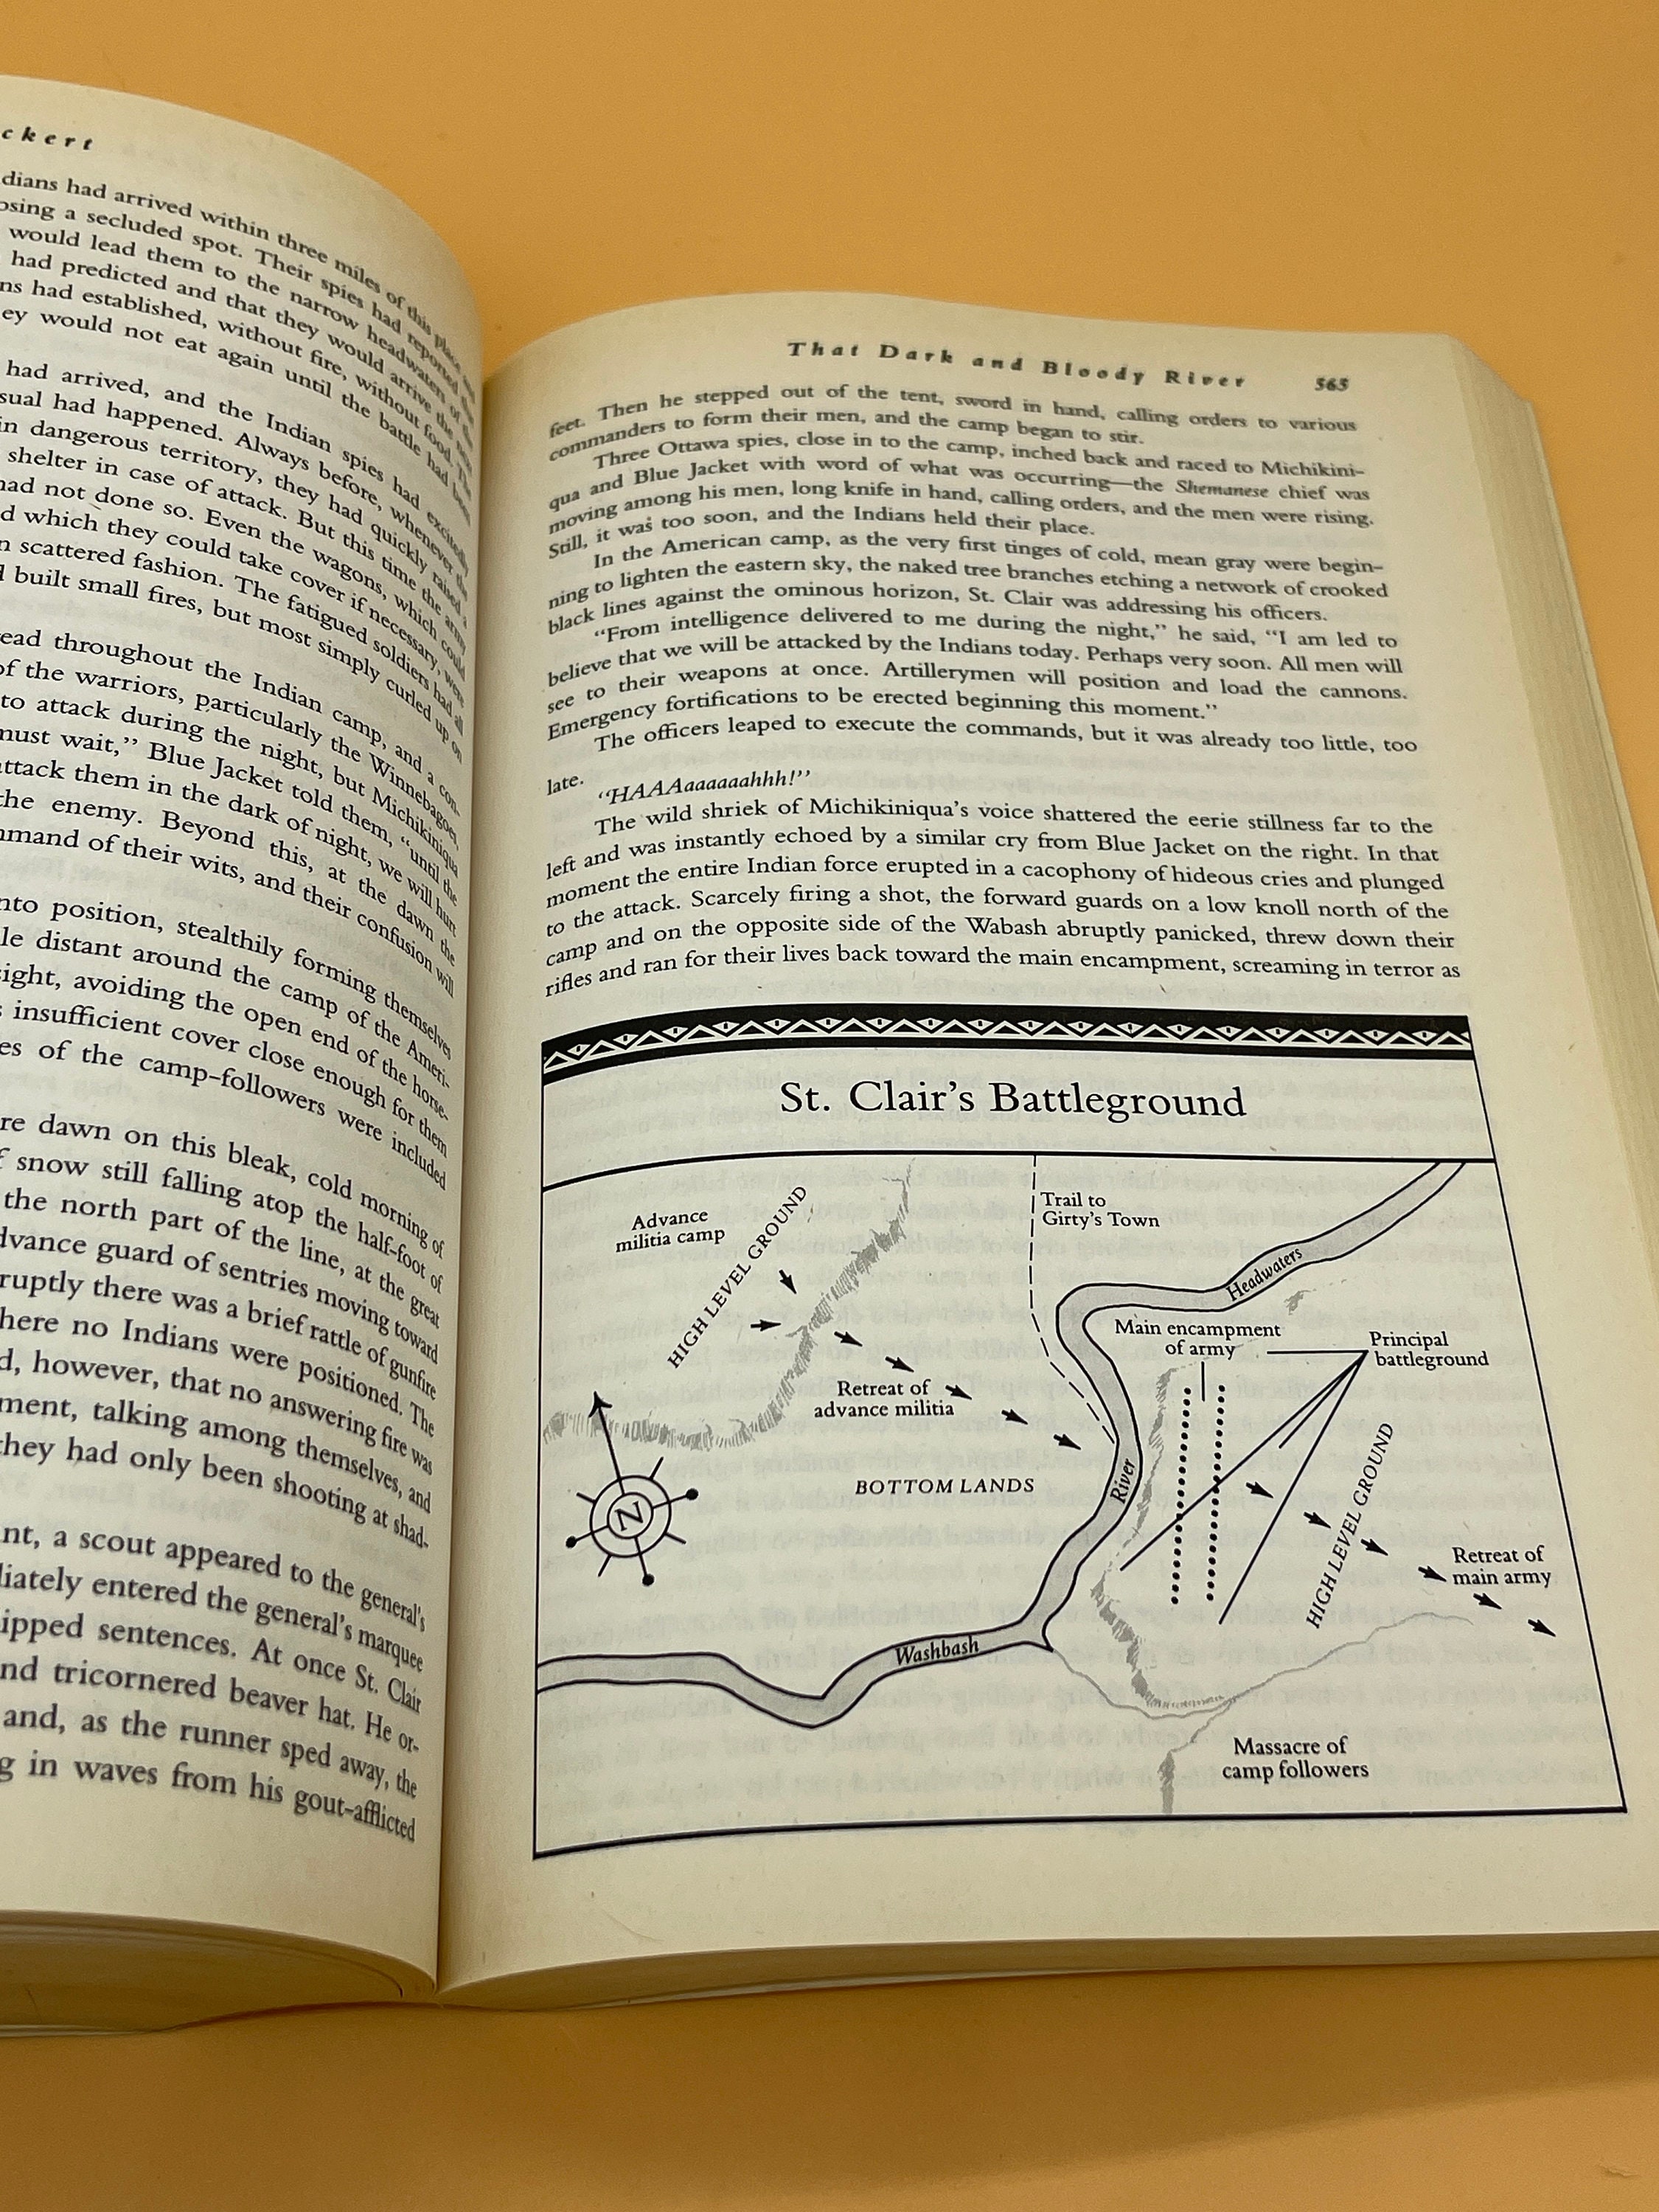 ckert
dians had arrived within three miles of this place
osing a secluded spot. Their spies had reported
would lead them to the narrow headwaters of the
had predicted and that they would arrive
ns had established, without fire, without food. The
ey would not eat again until the battle had been
had arrived, and the Indian spies had excitedly
sual had happened. Always before, whenever the
in dangerous territory, they had quickly raised a
shelter in case of attack. But this time the army
had not done so. Even the wagons, which could
d which they could take cover if necessary, were
n scattered fashion. The fatigued soldiers had all
l built small fires, but most simply curled up on
ead throughout the Indian camp, and a con-
of the warriors, particularly the Winnebagoes,
to attack during the night, but Michikiniqua
must wait,” Blue Jacket told them, “until the
attack them in the dark of night, we will hurt
the enemy. Beyond this, at the dawn the
mmand of their wits, and their confusion will
nto position, stealthily forming themselves
le distant around the camp of the Ameri-
sight, avoiding the open end of the horse-
s insufficient cover close enough for them
es of the camp-followers were included
re dawn on this bleak, cold morning of
f snow still falling atop the half-foot of
the north part of the line, at the great
dvance guard of sentries moving toward
ruptly there was a brief rattle of gunfire
here no Indians were positioned. The
d, however, that no answering fire was
ment, talking among themselves, and
they had only been shooting at shad-
nt, a scout appeared to the general's
liately entered the general's marquee
ipped sentences. At once St. Clair
nd tricornered beaver hat. He or-
and, as the runner sped away, the
g in waves from his gout-afflicted
That Dark and Bloody River 565
feet. Then he stepped out of the tent, sword in hand, calling orders to various
commanders to form their men, and the camp began to stir.
Three Ottawa spies, close in to the camp, inched back and raced to Michikini-
qua and Blue Jacket with word of what was occurring—the Shemanese chief was
moving among his men, long knife in hand, calling orders, and the men were rising.
Still, it was too soon, and the Indians held their place.
In the American camp, as the very first tinges of cold, mean gray were begin-
ning to lighten the eastern sky, the naked tree branches etching a network of crooked
black lines against the ominous horizon, St. Clair was addressing his officers.
“From intelligence delivered to me during the night,” he said, “I am led to
believe that we will be attacked by the Indians today. Perhaps very soon. All men will
see to their weapons at once. Artillerymen will position and load the cannons.
Emergency fortifications to be erected beginning this moment.”
The officers leaped to execute the commands, but it was already too little, too
late.
“HAAAaaaaaahhh!”
The wild shriek of Michikiniqua's voice shattered the eerie stillness far to the
left and was instantly echoed by a similar cry from Blue Jacket on the right. In that
moment the entire Indian force erupted in a cacophony of hideous cries and plunged
to the attack. Scarcely firing a shot, the forward guards on a low knoll north of the
camp and on the opposite side of the Wabash abruptly panicked, threw down their
rifles and ran for their lives back toward the main encampment, screaming in terror as
St. Clair's Battleground
Advance
militia camp
HIGH LEVEL GROUND
Trail to
Girty's Town
Headwaters
Main encampment
of army
Principal
battleground
Retreat of
advance militia
BOTTOM LANDS
River
HIGH LEVEL GROUND
N
Retreat of
main army
Washbash
Massacre of
camp followers